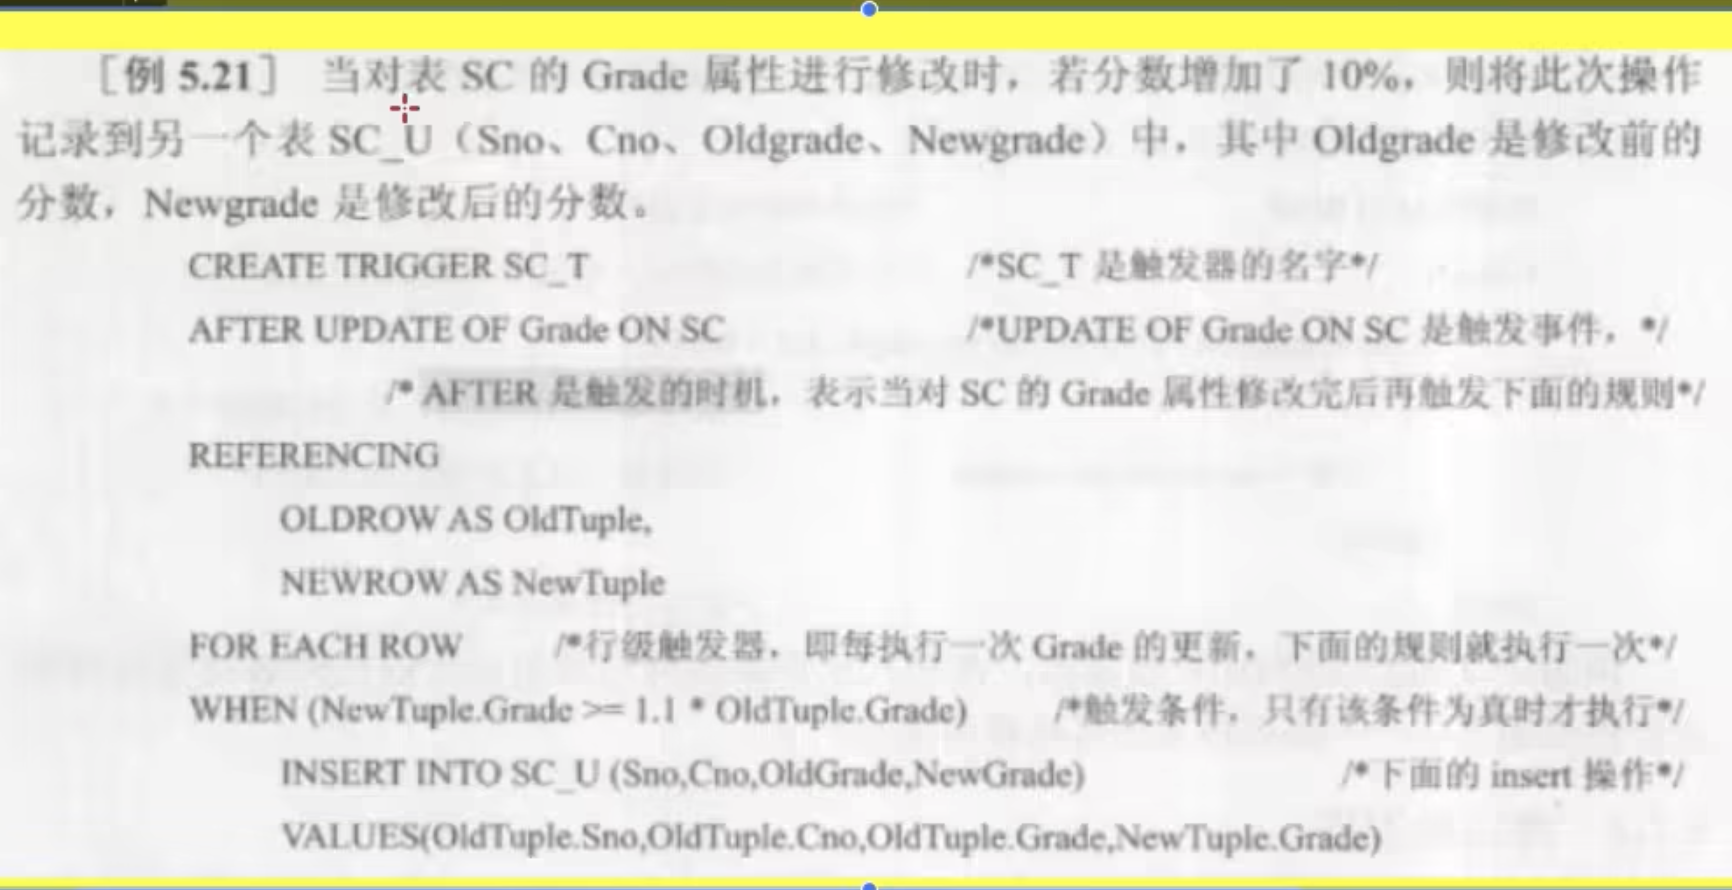 ［例 5.21］ 当对表 SC 的 Grade 属性进行修改时，若分数增加了 10%，则将此次操作
记录到另一个表 SC_U（Sno、Cno、Oldgrade、Newgrade）中，其中 Oldgrade 是修改前的
分数，Newgrade 是修改后的分数。
CREATE TRIGGER SC_T /*SC_T 是触发器的名字*/
AFTER UPDATE OF Grade ON SC /*UPDATE OF Grade ON SC 是触发事件，*/
/* AFTER 是触发的时机，表示当对 SC 的 Grade 属性修改完后再触发下面的规则*/
REFERENCING
OLDROW AS OldTuple,
NEWROW AS NewTuple
FOR EACH ROW /*行级触发器，即每执行一次 Grade 的更新，下面的规则就执行一次*/
WHEN (NewTuple.Grade >= 1.1 * OldTuple.Grade) /*触发条件，只有该条件为真时才执行*/
INSERT INTO SC_U (Sno,Cno,OldGrade,NewGrade) /*下面的 insert 操作*/
VALUES(OldTuple.Sno,OldTuple.Cno,OldTuple.Grade,NewTuple.Grade)